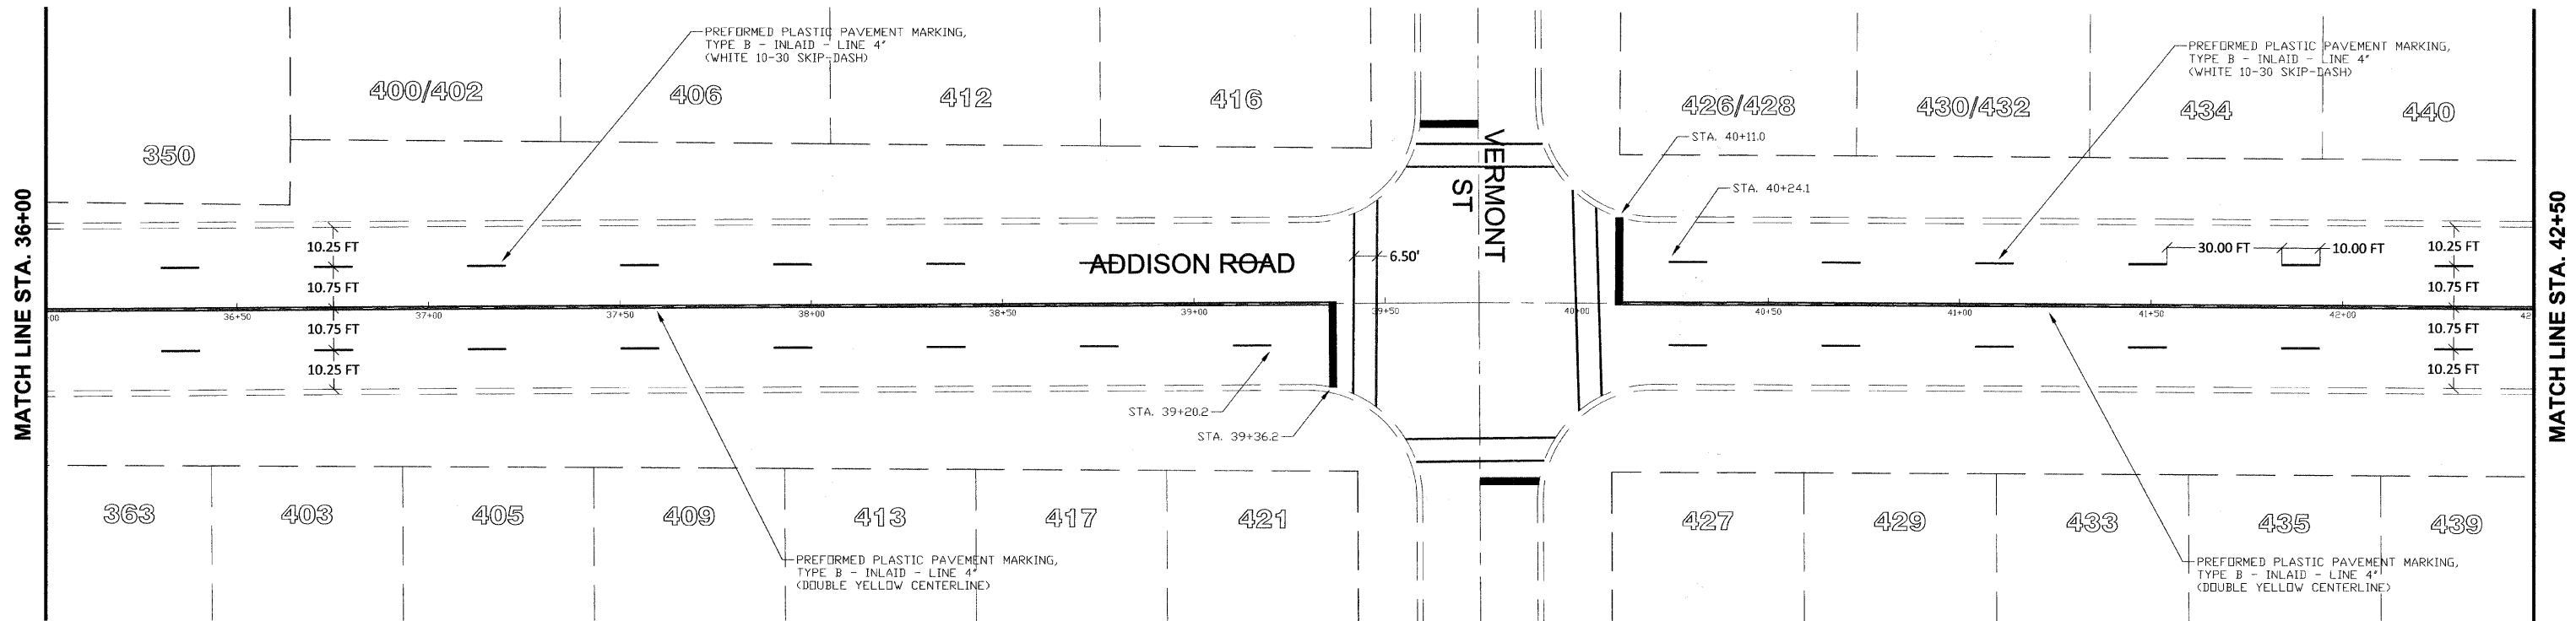 PREFORMED PLASTIC PAVEMENT MARKING,
TYPE B - INLAID - LINE 4"
(WHITE 10-30 SKIP-DASH)
PREFORMED PLASTIC PAVEMENT MARKING,
TYPE B - INLAID - LINE 4"
(WHITE 10-30 SKIP-DASH)
350
400/402
406
412
416
426/428
430/432
434
440
STA. 40+11.0
STA. 40+24.1
VERMONT
ST
ADDISON ROAD
MATCH LINE STA. 36+00
MATCH LINE STA. 42+50
10.25 FT
10.75 FT
10.75 FT
10.25 FT
6.50'
30.00 FT
10.00 FT
10.25 FT
10.75 FT
10.75 FT
10.25 FT
:00
36+50
37+00
37+50
38+00
38+50
39+00
39+50
40+00
40+50
41+00
41+50
42+00
42
STA. 39+20.2
STA. 39+36.2
363
403
405
409
413
417
421
427
429
433
435
439
PREFORMED PLASTIC PAVEMENT MARKING,
TYPE B - INLAID - LINE 4"
(DOUBLE YELLOW CENTERLINE)
PREFORMED PLASTIC PAVEMENT MARKING,
TYPE B - INLAID - LINE 4"
(DOUBLE YELLOW CENTERLINE)